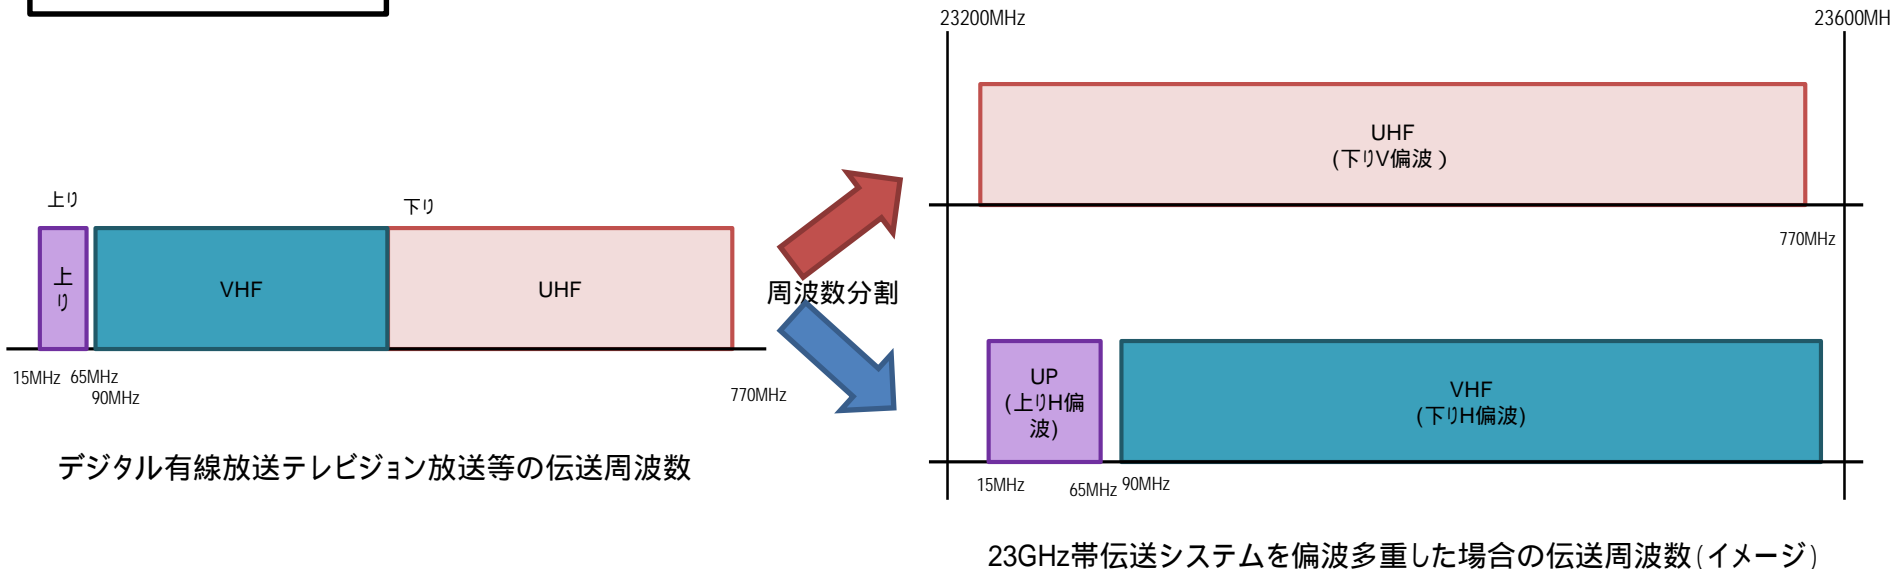 23200MHz
23600MH
UHF
(下りV偏波）
770MHz
上り
下り
上
り
VHF
UHF
周波数分割
15MHz
65MHz
90MHz
770MHz
UP
(上りH偏
波)
VHF
(下りH偏波)
15MHz
65MHz
90MHz
デジタル有線放送テレビジョン放送等の伝送周波数
23GHz帯伝送システムを偏波多重した場合の伝送周波数(イメージ)